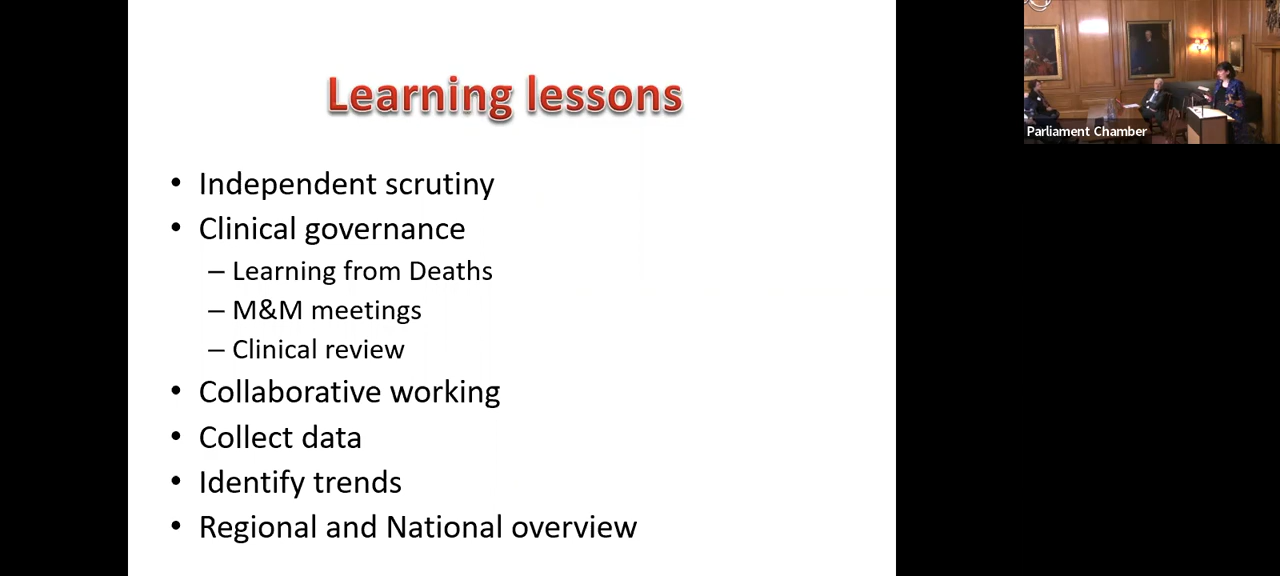 Learning lessons
• Independent scrutiny
• Clinical governance
– Learning from Deaths
– M&M meetings
– Clinical review
• Collaborative working
• Collect data
• Identify trends
• Regional and National overview
Parliament Chamber